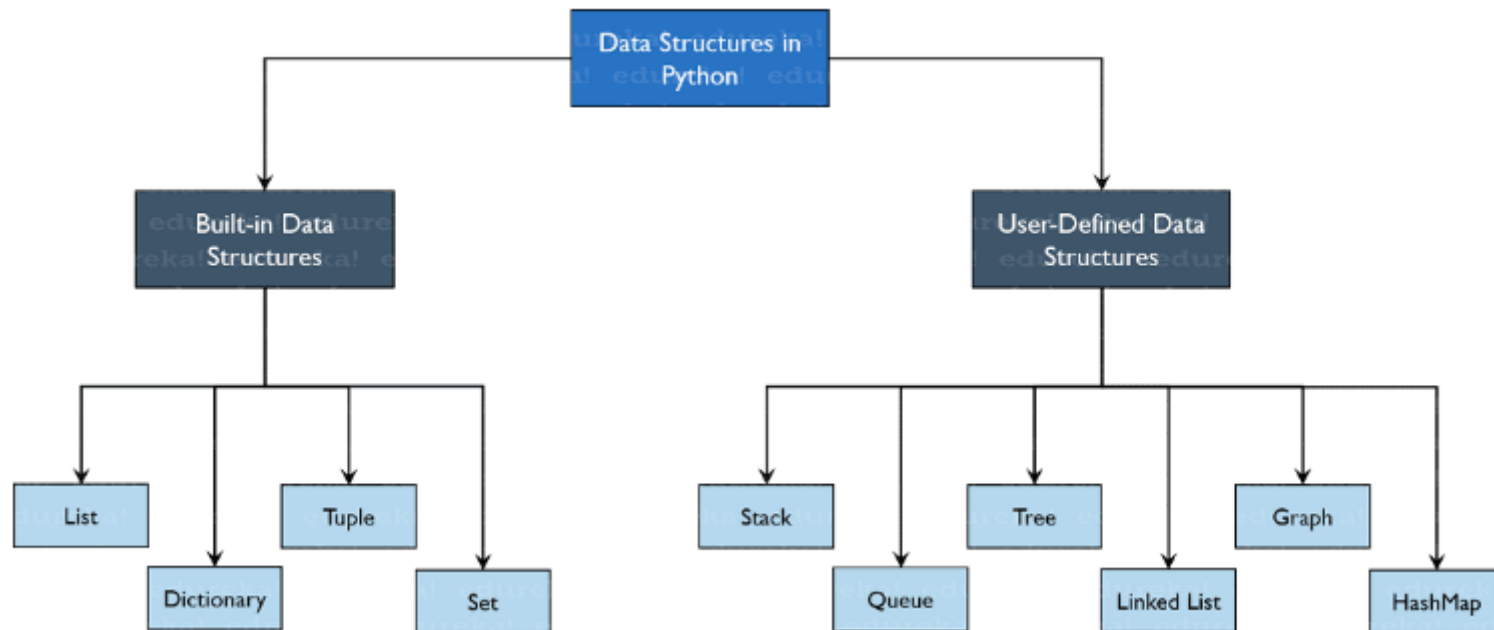 Data Structures in
Python
Built-in Data
Structures
User-Defined Data
Structures
List
Tuple
Stack
Tree
Graph
Dictionary
Set
Queue
Linked List
HashMap